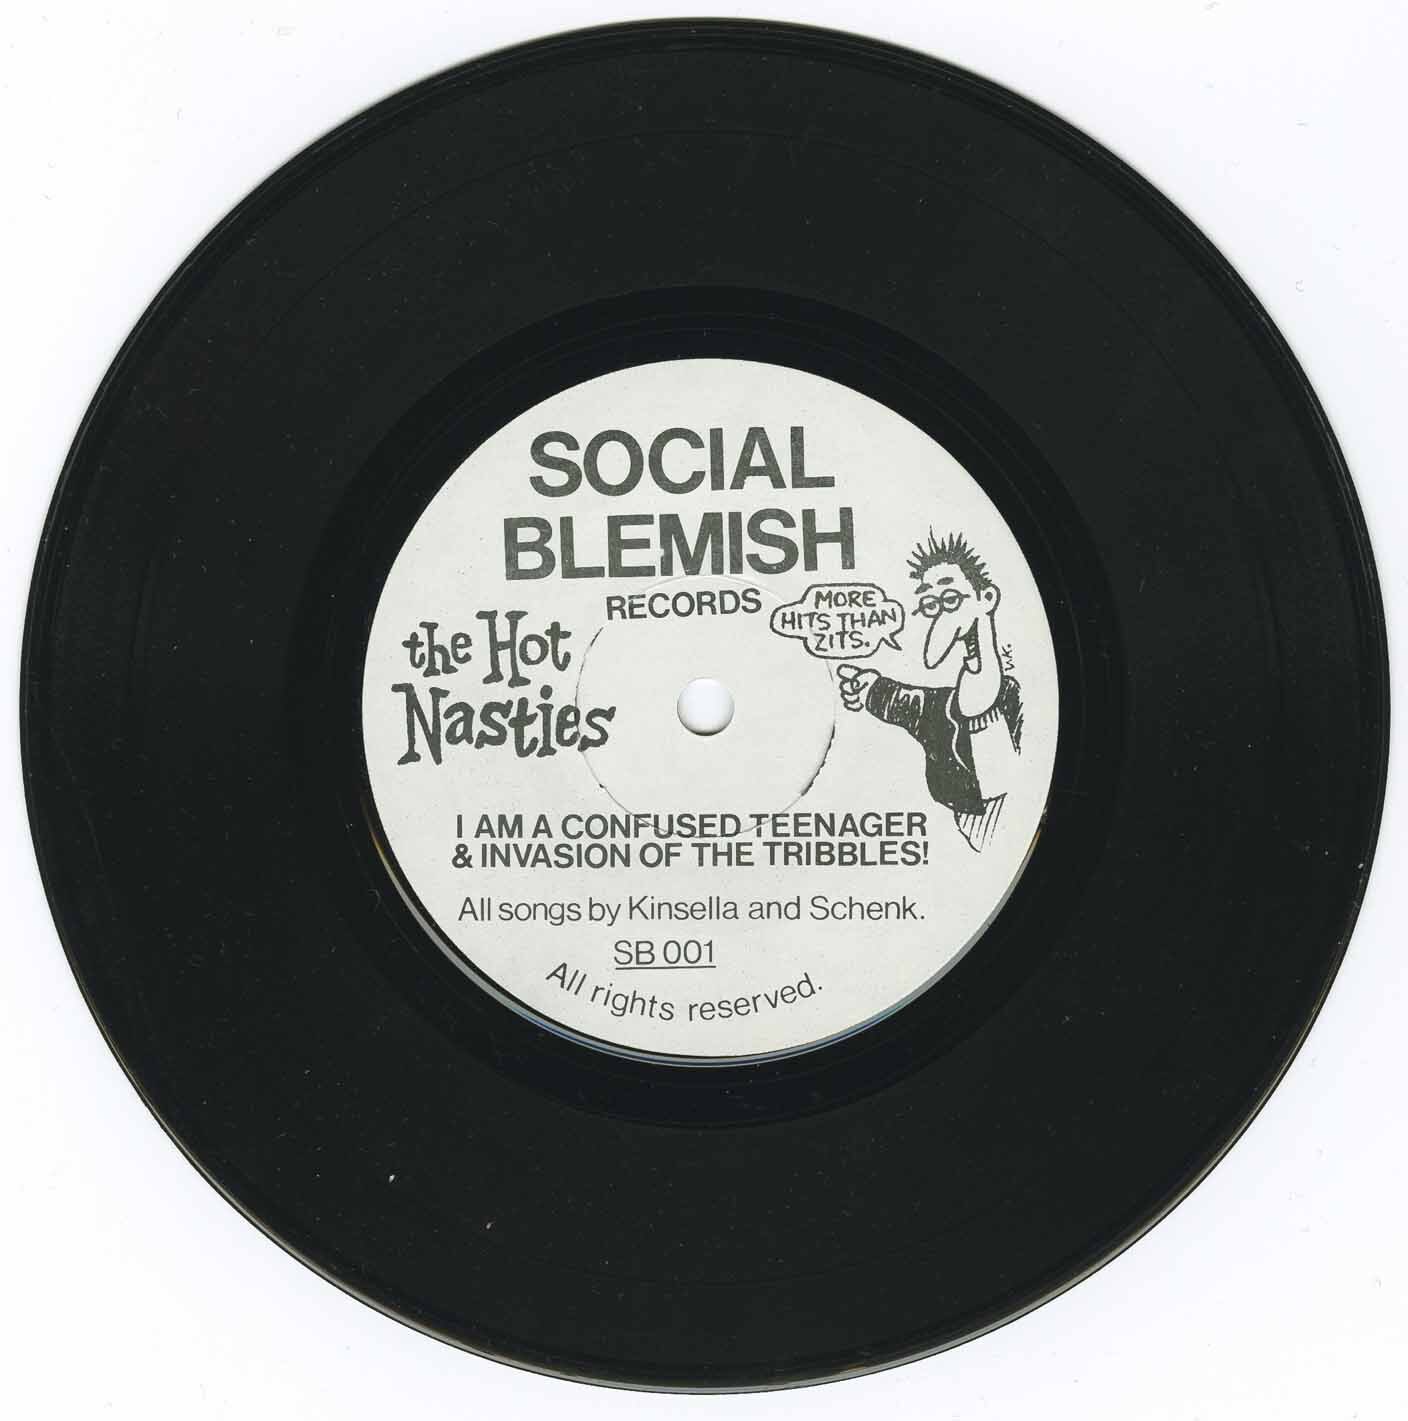 SOCIAL
BLEMISH
RECORDS
the Hot
Nasties
MORE
HITS THAN
ZITS.
W.K.
I AM A CONFUSED TEENAGER
& INVASION OF THE TRIBBLES!
All songs by Kinsella and Schenk.
SB 001
All rights reserved.